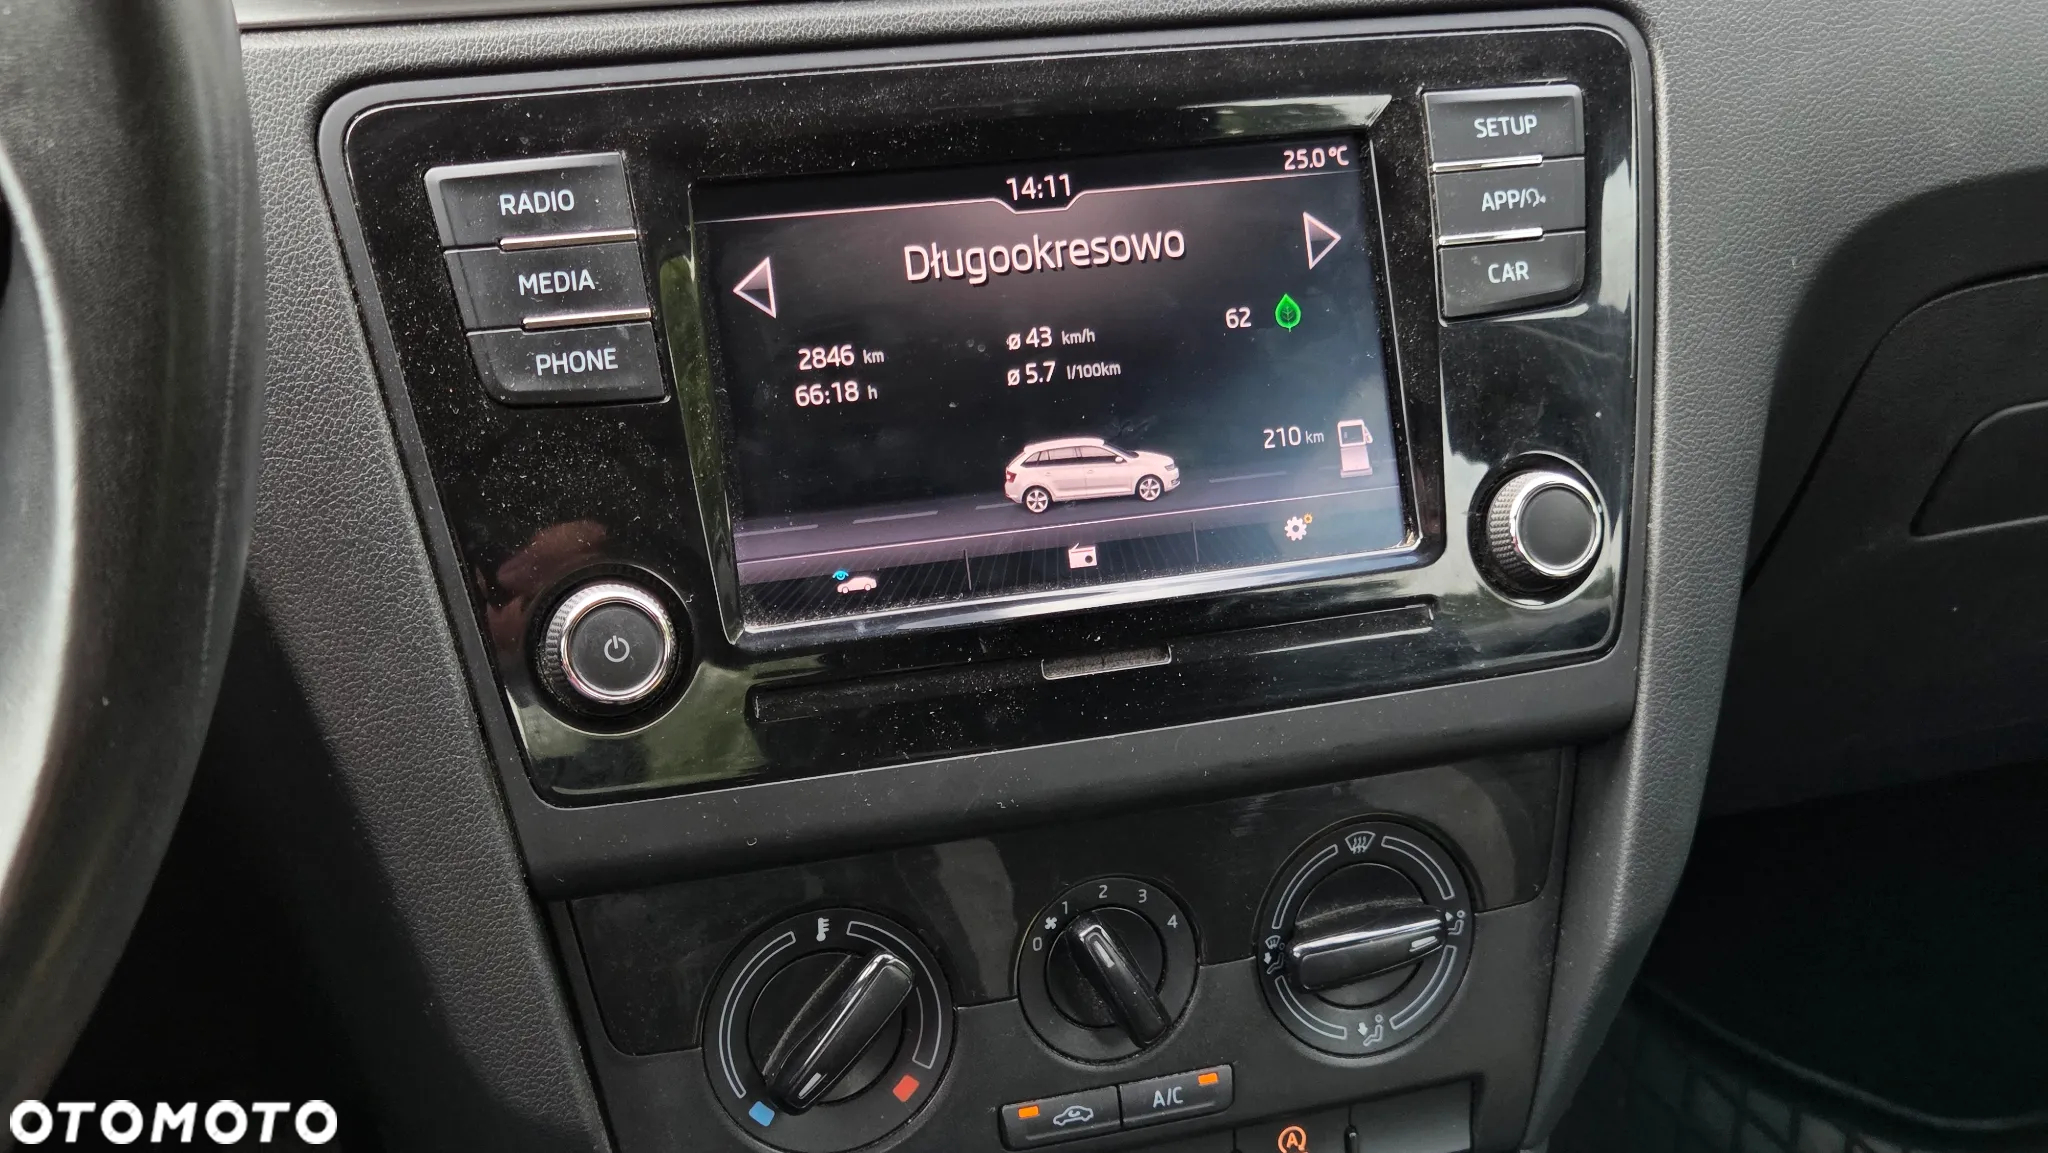 SETUP
25.0°C
14:11
RADIO
APP/
Długookresowo
MEDIA
CAR
62
ø 43 km/h
2846 km
PHONE
ø 5.7 l/100km
66:18 h
210 km
0 1 2 3 4
A/C
A
OTOMOTO